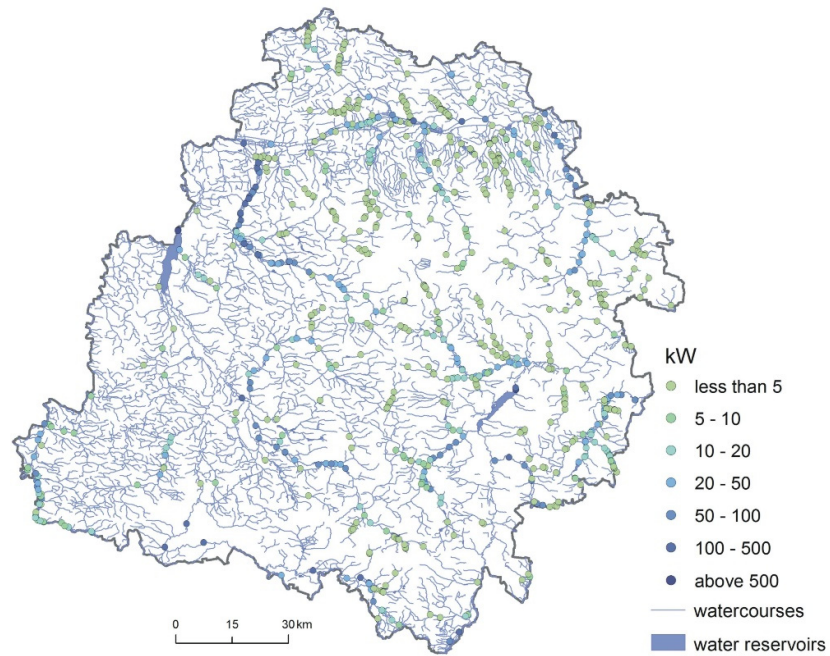 kW
less than 5
5 - 10
10 - 20
20 - 50
50 - 100
100 - 500
above 500
watercourses
water reservoirs
0 15 30 km